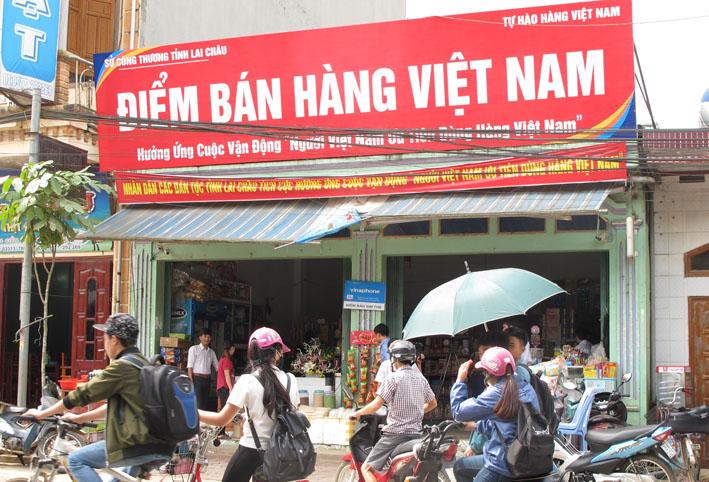 SỞ CÔNG THƯƠNG TỈNH LAI CHÂU
TỰ HÀO HÀNG VIỆT NAM
ĐIỂM BÁN HÀNG VIỆT NAM
Hưởng Ứng Cuộc Vận Động "Người Việt Nam Ưu Tiên Dùng Hàng Việt Nam"
NHÂN DÂN CÁC DÂN TỘC TỈNH LAI CHÂU TÍCH CỰC HƯỞNG ỨNG CUỘC VẬN ĐỘNG "NGƯỜI VIỆT NAM ƯU TIÊN DÙNG HÀNG VIỆT NAM
vinaphone